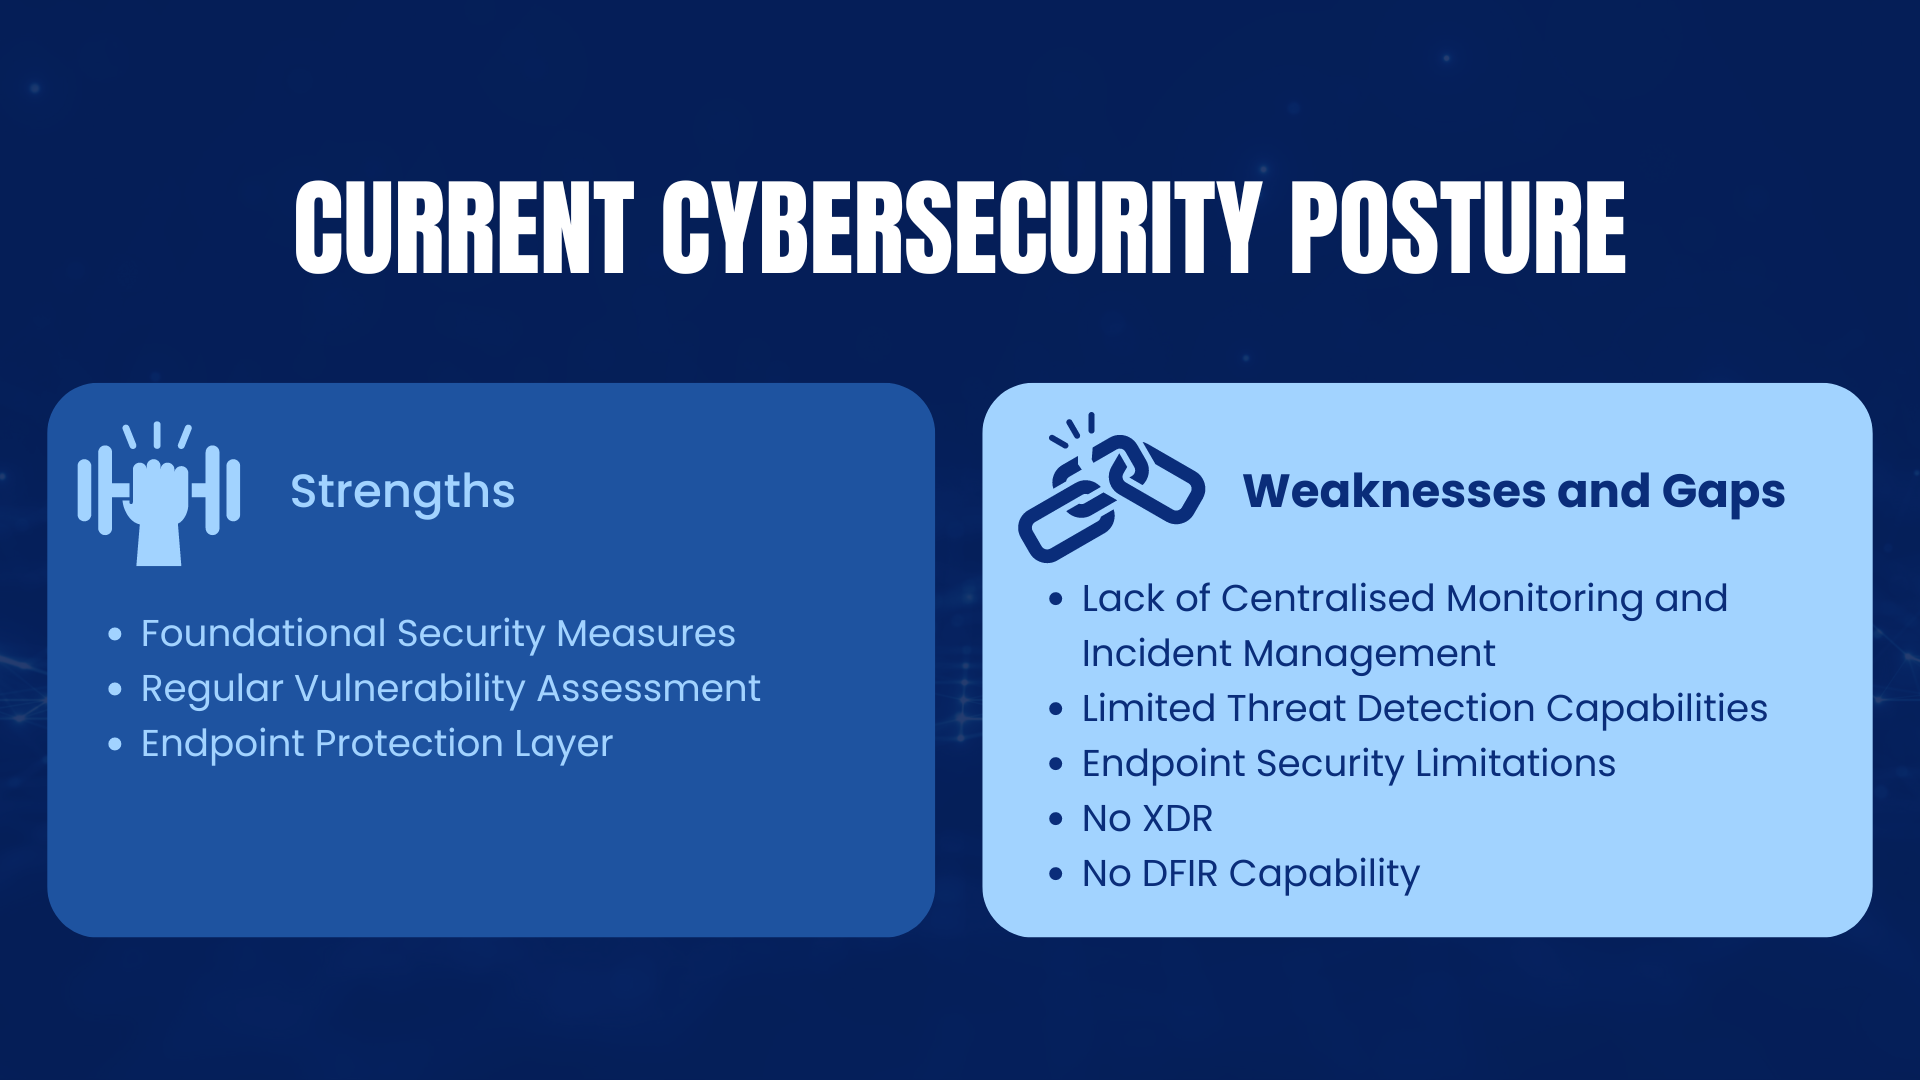 CURRENT CYBERSECURITY POSTURE
Strengths
• Foundational Security Measures
• Regular Vulnerability Assessment
• Endpoint Protection Layer
Weaknesses and Gaps
• Lack of Centralised Monitoring and
Incident Management
• Limited Threat Detection Capabilities
• Endpoint Security Limitations
• No XDR
• No DFIR Capability